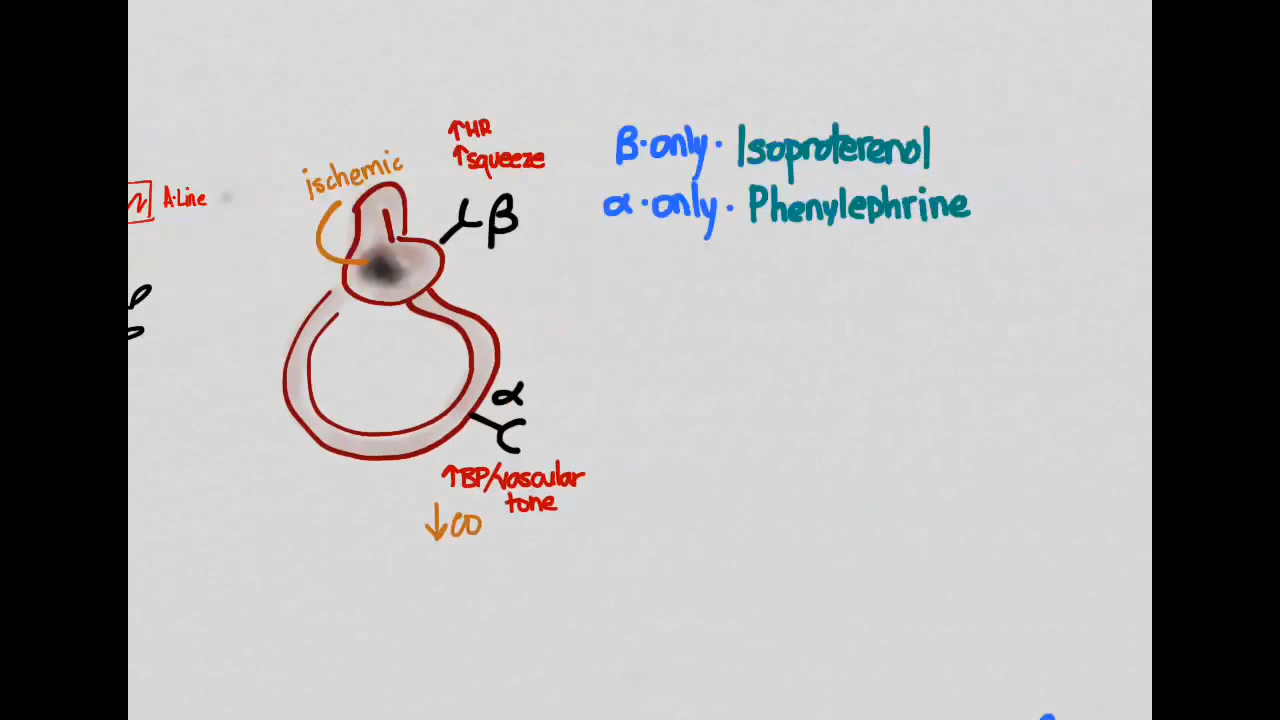 ↑HR
↑squeeze
ischemic
A-Line
β
β·only· Isoproterenol
α·only· Phenylephrine
α
↑BP/vascular
tone
↓CO